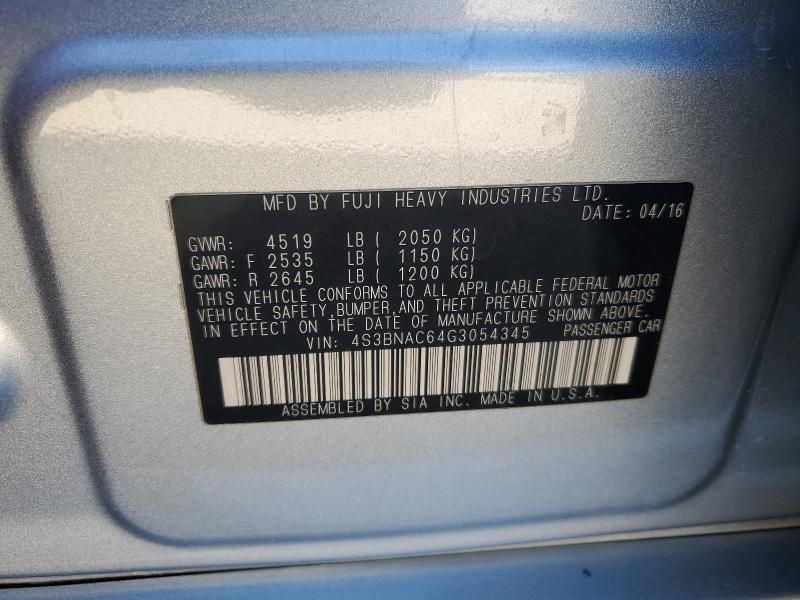 MFD BY FUJI HEAVY INDUSTRIES LTD.
DATE: 04/16
GVWR: 4519 LB ( 2050 KG)
GAWR: F 2535 LB ( 1150 KG)
GAWR: R 2645 LB ( 1200 KG)
THIS VEHICLE CONFORMS TO ALL APPLICABLE FEDERAL MOTOR
VEHICLE SAFETY,BUMPER,AND THEFT PREVENTION STANDARDS
IN EFFECT ON THE DATE OF MANUFACTURE SHOWN ABOVE.
VIN: 4S3BNAC64G3054345 PASSENGER CAR
ASSEMBLED BY SIA INC. MADE IN U.S.A.